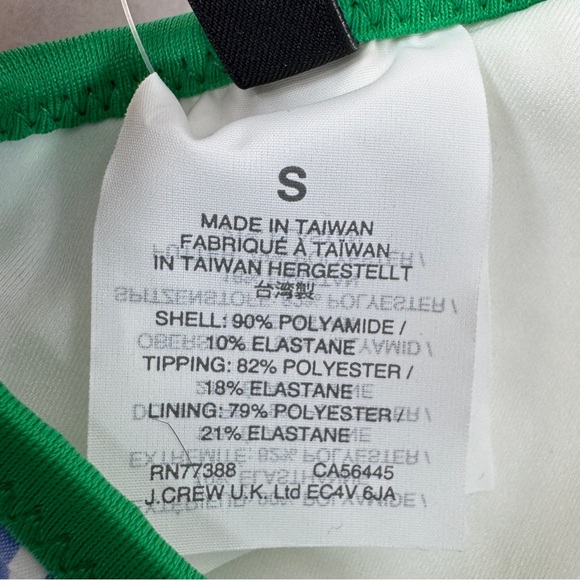 S
MADE IN TAIWAN
FABRIQUÉ À TAÏWAN
IN TAIWAN HERGESTELLT
台湾製
SHELL: 90% POLYAMIDE /
10% ELASTANE
TIPPING: 82% POLYESTER /
18% ELASTANE
LINING: 79% POLYESTER /
21% ELASTANE
RN77388 CA56445
J.CREW U.K. Ltd EC4V 6JA